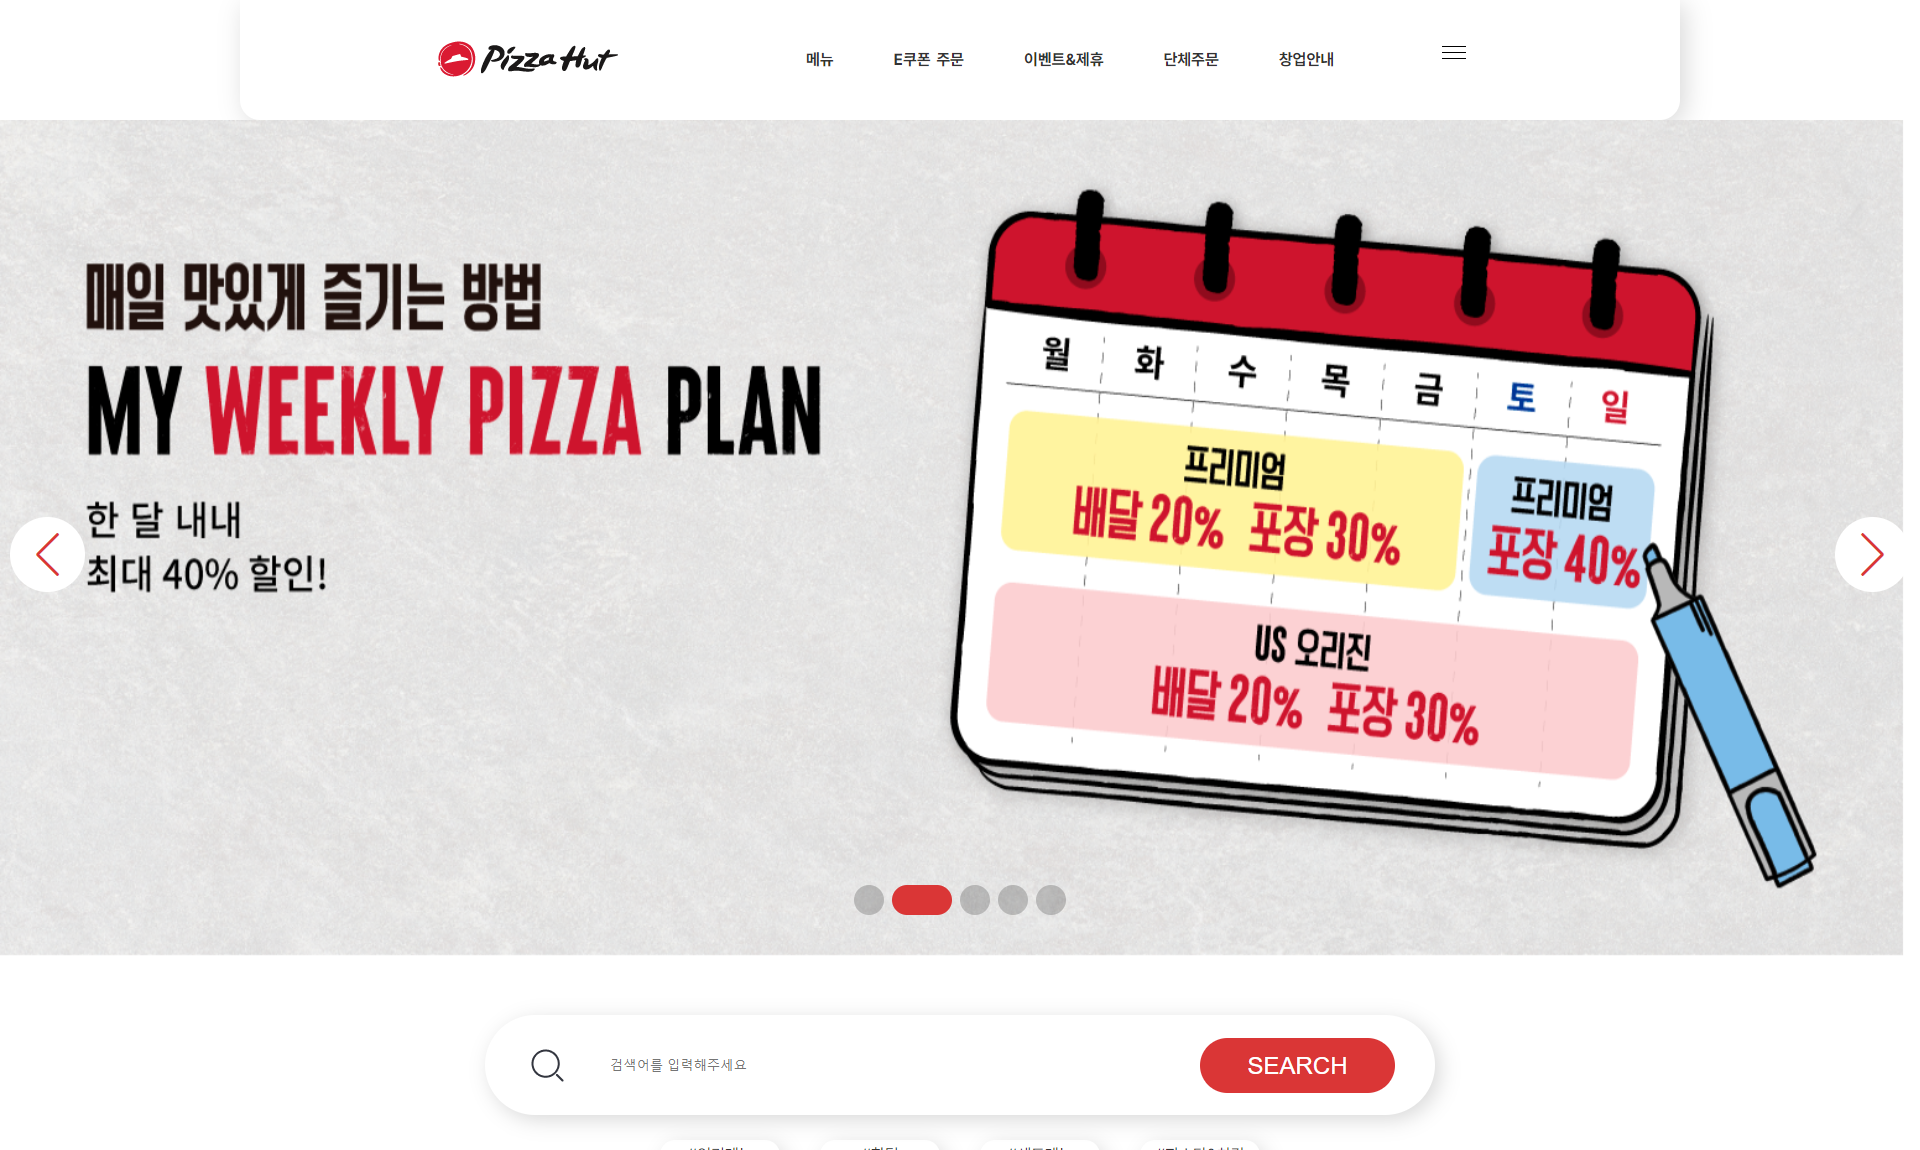 Pizza Hut
메뉴
E쿠폰 주문
이벤트&제휴
단체주문
창업안내
매일 맛있게 즐기는 방법
MY WEEKLY PIZZA PLAN
한 달 내내
최대 40% 할인!
월 화 수 목 금 토 일
프리미엄
배달 20% 포장 30%
프리미엄
포장 40%
US 오리진
배달 20% 포장 30%
검색어를 입력해주세요
SEARCH